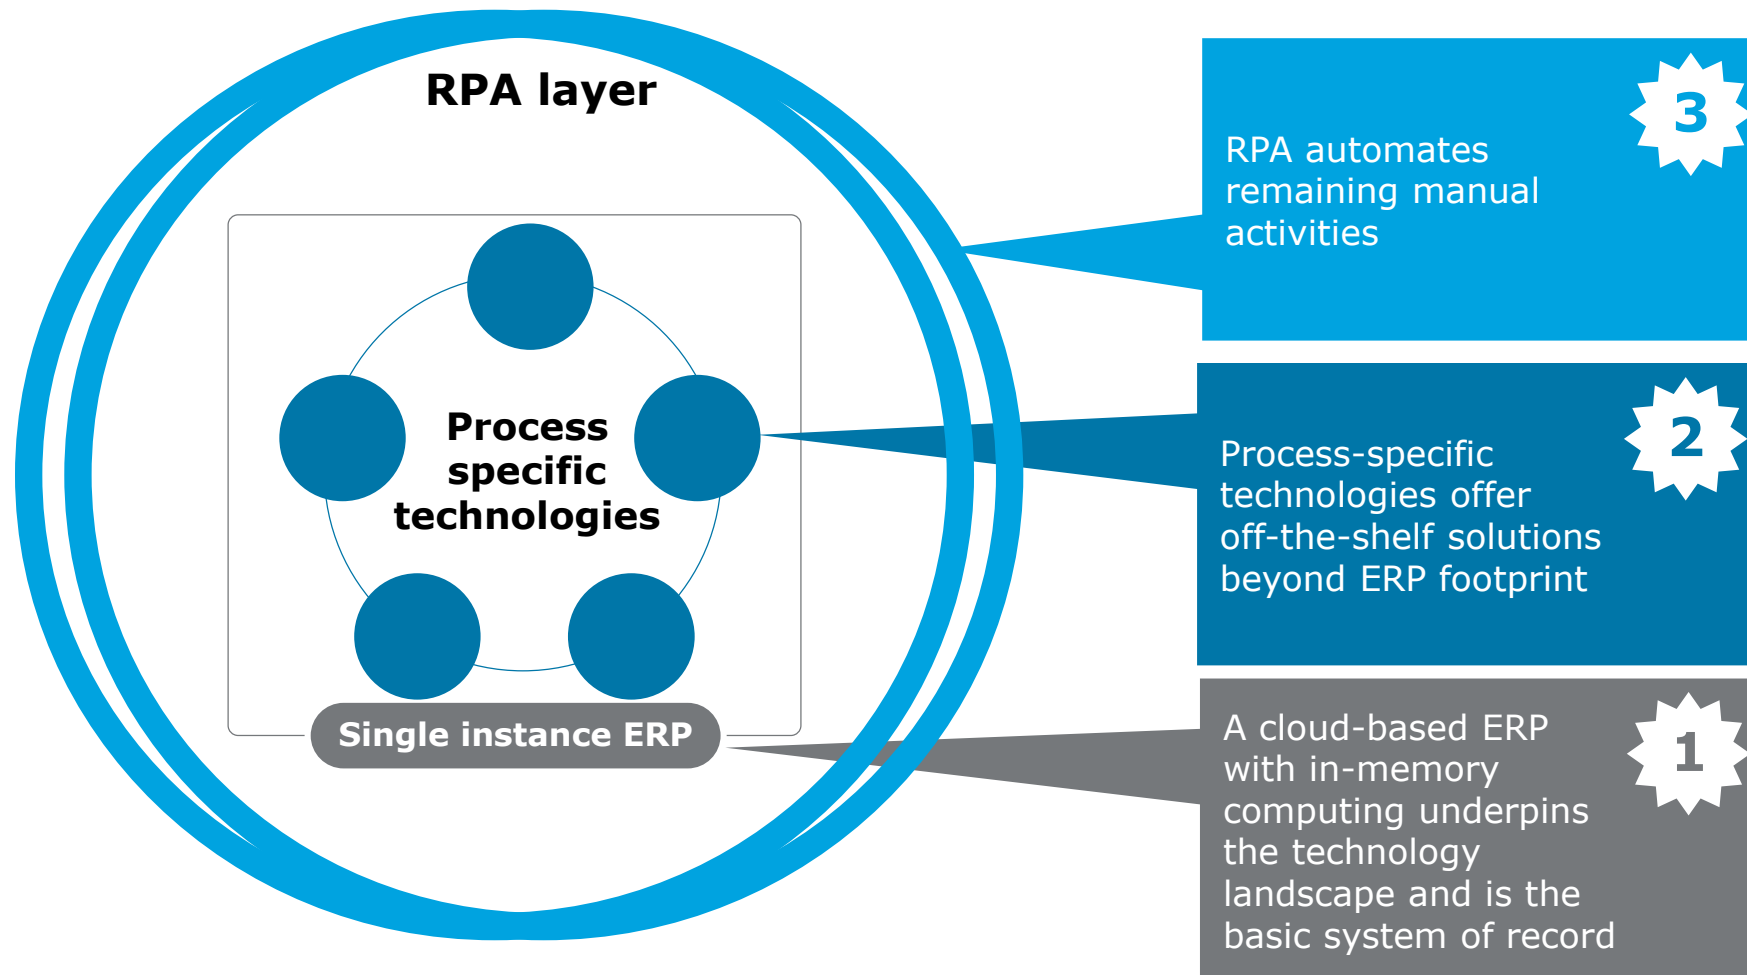 RPA layer
Process
specific
technologies
Single instance ERP
3
RPA automates
remaining manual
activities
2
Process-specific
technologies offer
off-the-shelf solutions
beyond ERP footprint
1
A cloud-based ERP
with in-memory
computing underpins
the technology
landscape and is the
basic system of record